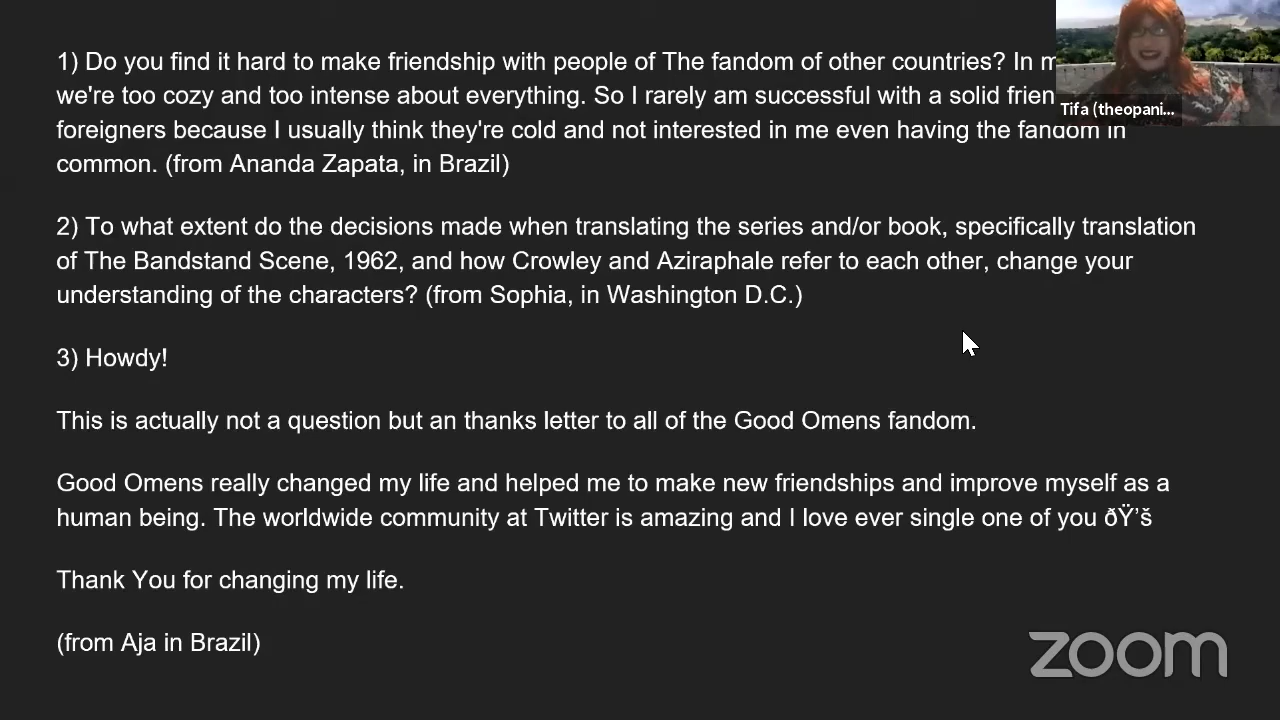 1) Do you find it hard to make friendship with people of The fandom of other countries? In m
we're too cozy and too intense about everything. So I rarely am successful with a solid frien
Tifa (theopani...
foreigners because I usually think they're cold and not interested in me even having the fandom in
common. (from Ananda Zapata, in Brazil)
2) To what extent do the decisions made when translating the series and/or book, specifically translation
of The Bandstand Scene, 1962, and how Crowley and Aziraphale refer to each other, change your
understanding of the characters? (from Sophia, in Washington D.C.)
3) Howdy!
This is actually not a question but an thanks letter to all of the Good Omens fandom.
Good Omens really changed my life and helped me to make new friendships and improve myself as a
human being. The worldwide community at Twitter is amazing and I love ever single one of you ðŸ’š
Thank You for changing my life.
(from Aja in Brazil)
zoom